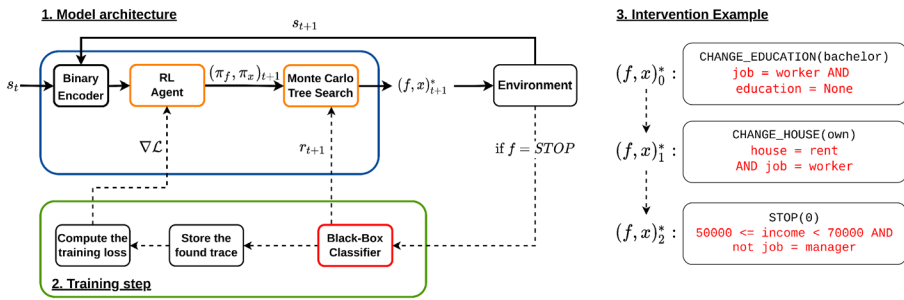 1. Model architecture
s_{t+1}
s_t
Binary
Encoder
RL
Agent
(π_f, π_x)_{t+1}
Monte Carlo
Tree Search
(f, x)^*_{t+1}
Environment
∇ℒ
r_{t+1}
if f = STOP
Compute the
training loss
Store the
found trace
Black-Box
Classifier
2. Training step
3. Intervention Example
(f, x)^*_0 :
CHANGE_EDUCATION(bachelor)
job = worker AND
education = None
(f, x)^*_1 :
CHANGE_HOUSE(own)
house = rent
AND job = worker
(f, x)^*_2 :
STOP(0)
50000 <= income < 70000 AND
not job = manager